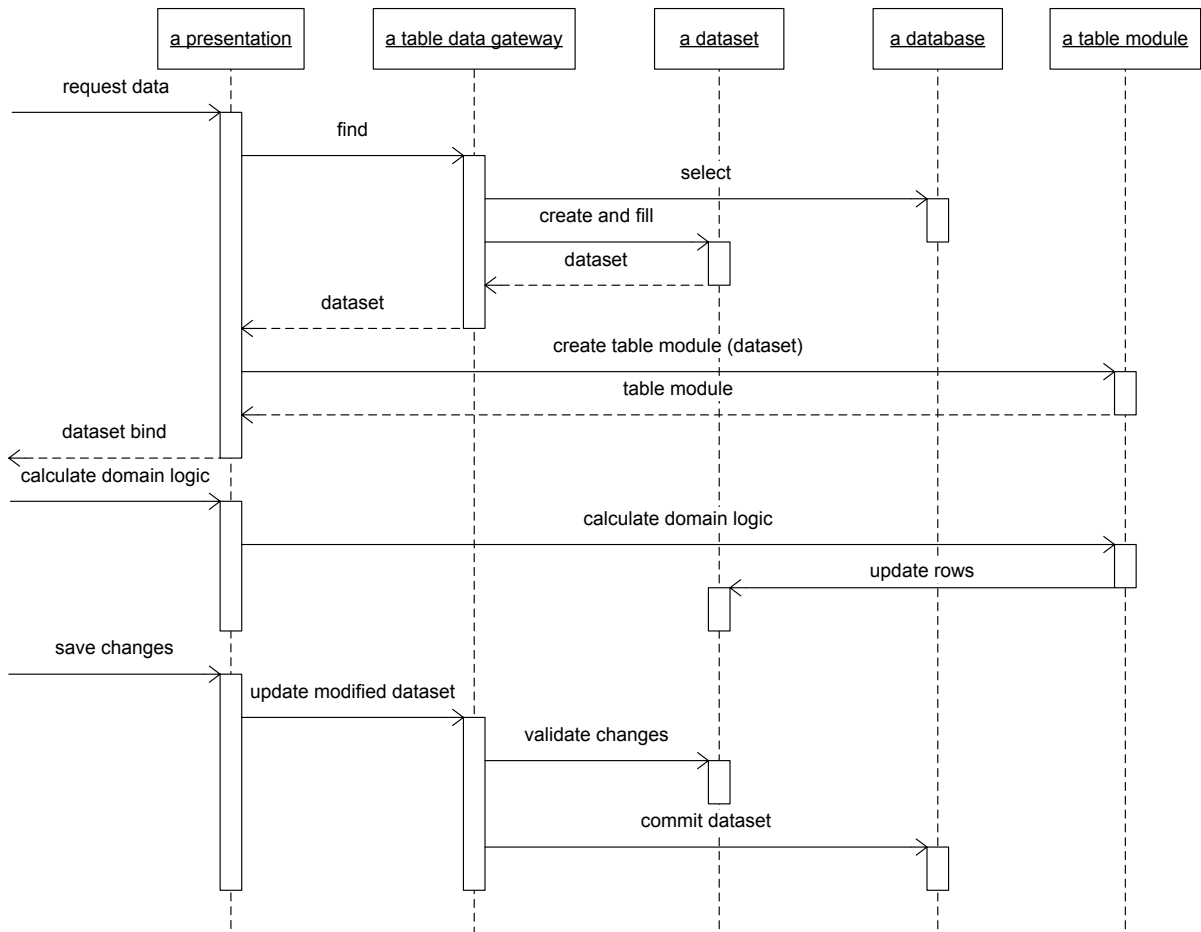 a presentation
a table data gateway
a dataset
a database
a table module
request data
find
select
create and fill
dataset
dataset
create table module (dataset)
table module
dataset bind
calculate domain logic
calculate domain logic
update rows
save changes
update modified dataset
validate changes
commit dataset